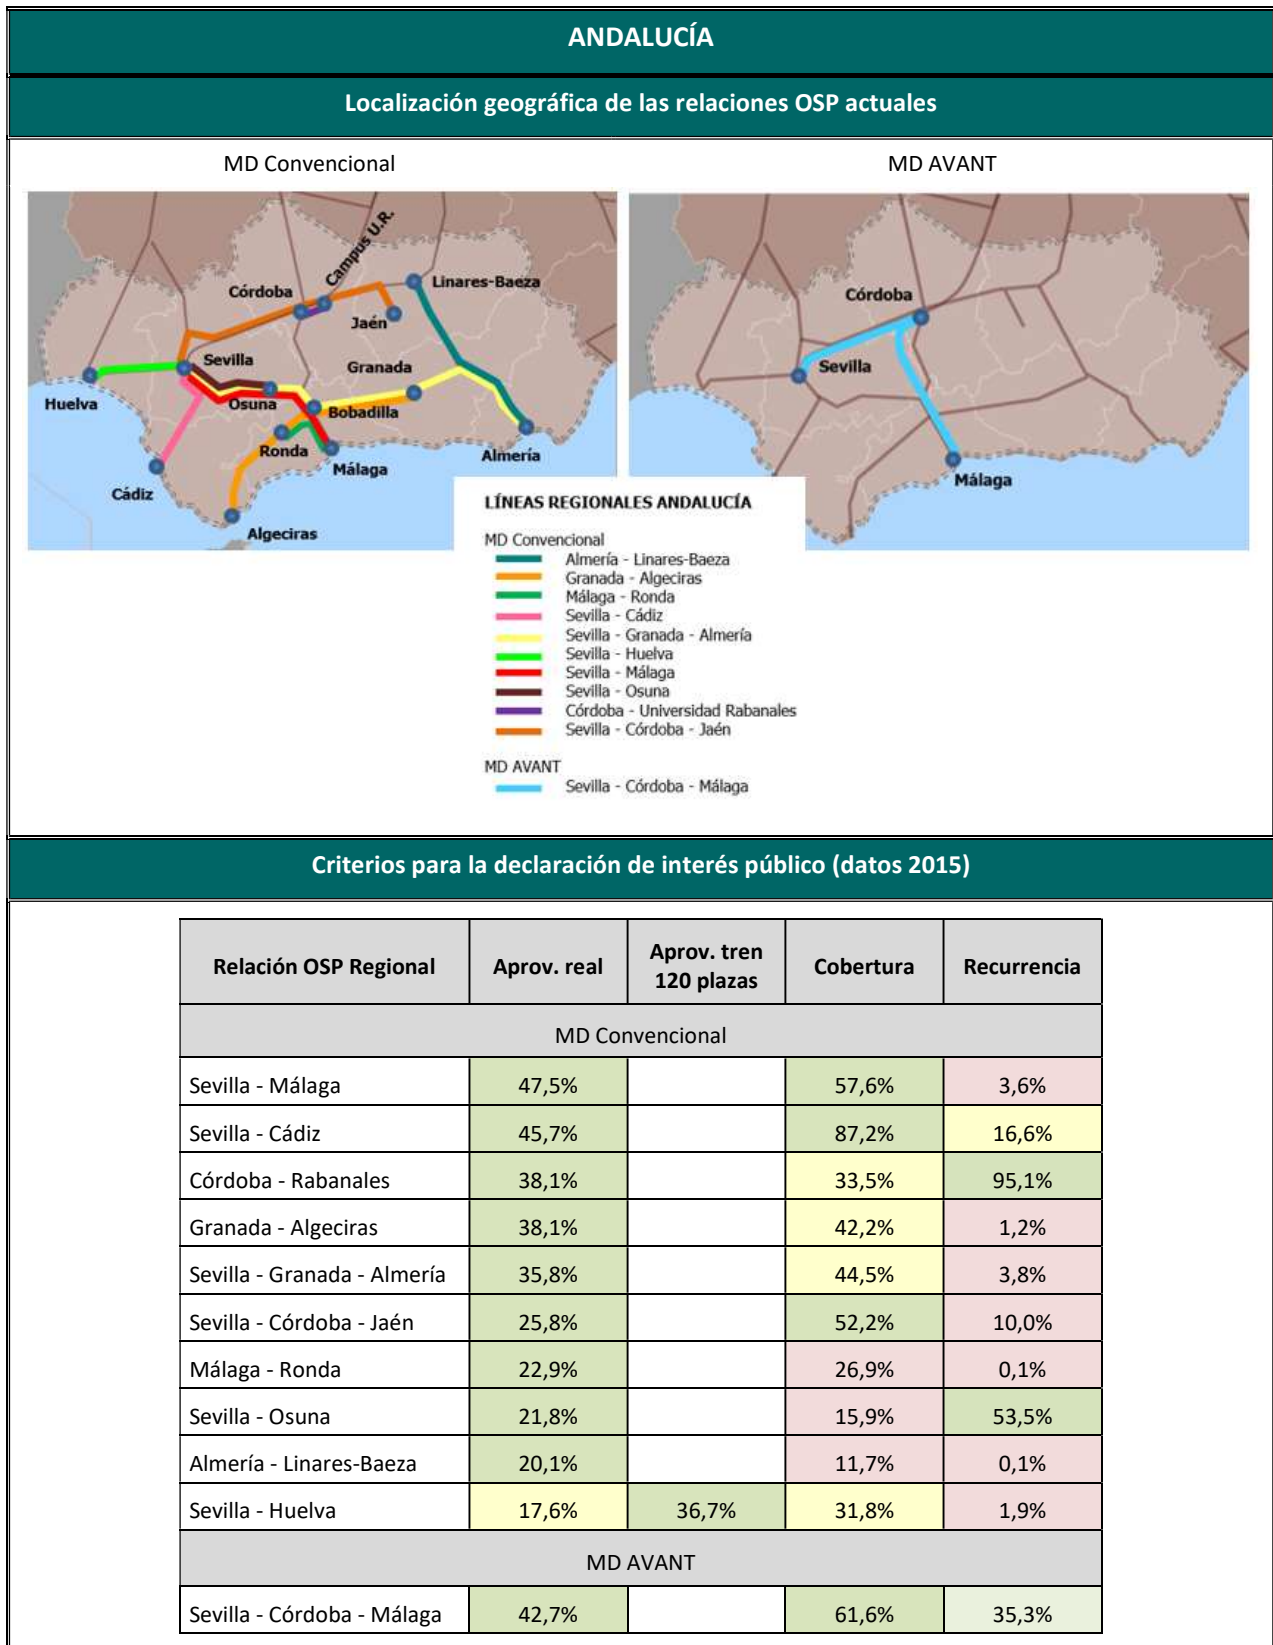 ANDALUCÍA
Localización geográfica de las relaciones OSP actuales
MD Convencional
MD AVANT
Campus U.R.
Córdoba
Linares-Baeza
Jaén
Sevilla
Granada
Huelva
Osuna
Bobadilla
Ronda
Málaga
Almería
Cádiz
Algeciras
Córdoba
Sevilla
Málaga
LÍNEAS REGIONALES ANDALUCÍA
MD Convencional
Almería - Linares-Baeza
Granada - Algeciras
Málaga - Ronda
Sevilla - Cádiz
Sevilla - Granada - Almería
Sevilla - Huelva
Sevilla - Málaga
Sevilla - Osuna
Córdoba - Universidad Rabanales
Sevilla - Córdoba - Jaén
MD AVANT
Sevilla - Córdoba - Málaga
Criterios para la declaración de interés público (datos 2015)
Relación OSP Regional Aprov. real Aprov. tren 120 plazas Cobertura Recurrencia
MD Convencional
Sevilla - Málaga 47,5% 57,6% 3,6%
Sevilla - Cádiz 45,7% 87,2% 16,6%
Córdoba - Rabanales 38,1% 33,5% 95,1%
Granada - Algeciras 38,1% 42,2% 1,2%
Sevilla - Granada - Almería 35,8% 44,5% 3,8%
Sevilla - Córdoba - Jaén 25,8% 52,2% 10,0%
Málaga - Ronda 22,9% 26,9% 0,1%
Sevilla - Osuna 21,8% 15,9% 53,5%
Almería - Linares-Baeza 20,1% 11,7% 0,1%
Sevilla - Huelva 17,6% 36,7% 31,8% 1,9%
MD AVANT
Sevilla - Córdoba - Málaga 42,7% 61,6% 35,3%